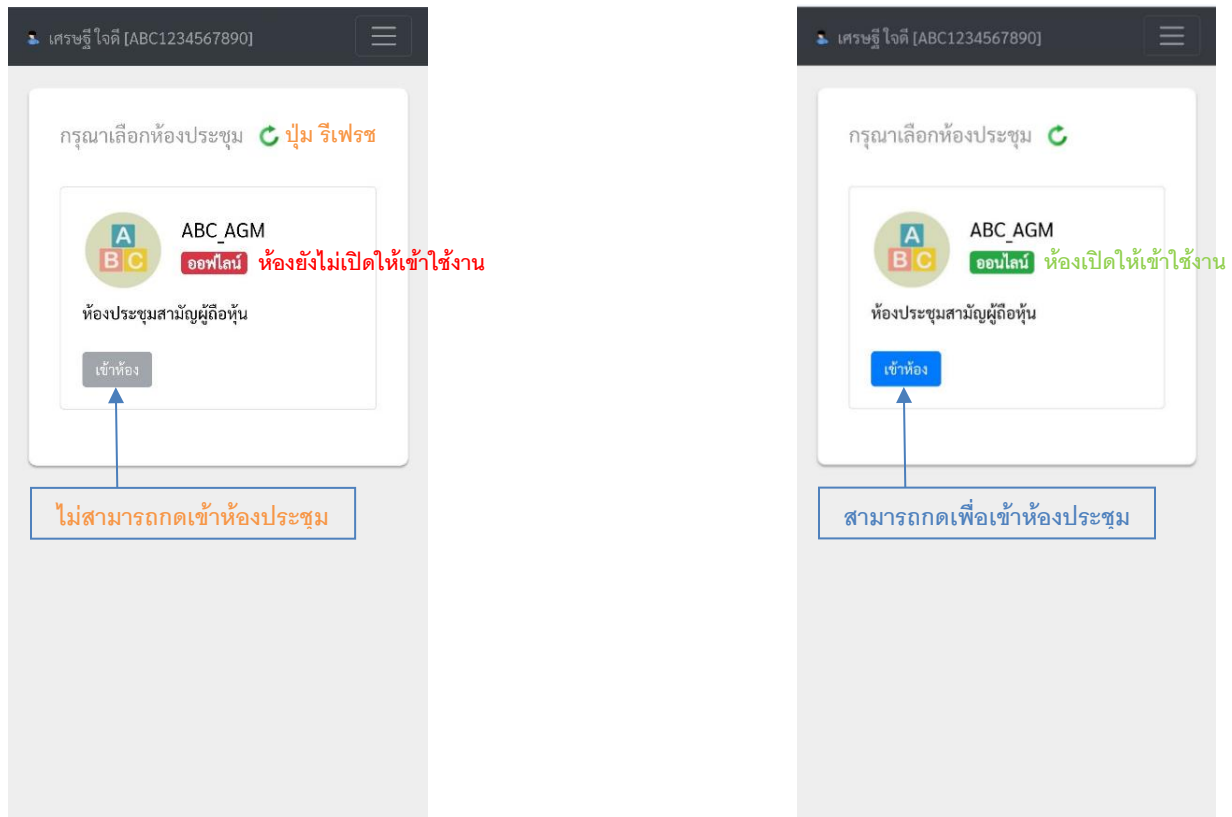 เศรษฐี ใจดี [ABC1234567890]
กรุณาเลือกห้องประชุม ปุ่ม รีเฟรช
A
B C
ABC_AGM
ออฟไลน์ ห้องยังไม่เปิดให้เข้าใช้งาน
ห้องประชุมสามัญผู้ถือหุ้น
เข้าห้อง
ไม่สามารถกดเข้าห้องประชุม
เศรษฐี ใจดี [ABC1234567890]
กรุณาเลือกห้องประชุม
A
B C
ABC_AGM
ออนไลน์ ห้องเปิดให้เข้าใช้งาน
ห้องประชุมสามัญผู้ถือหุ้น
เข้าห้อง
สามารถกดเพื่อเข้าห้องประชุม